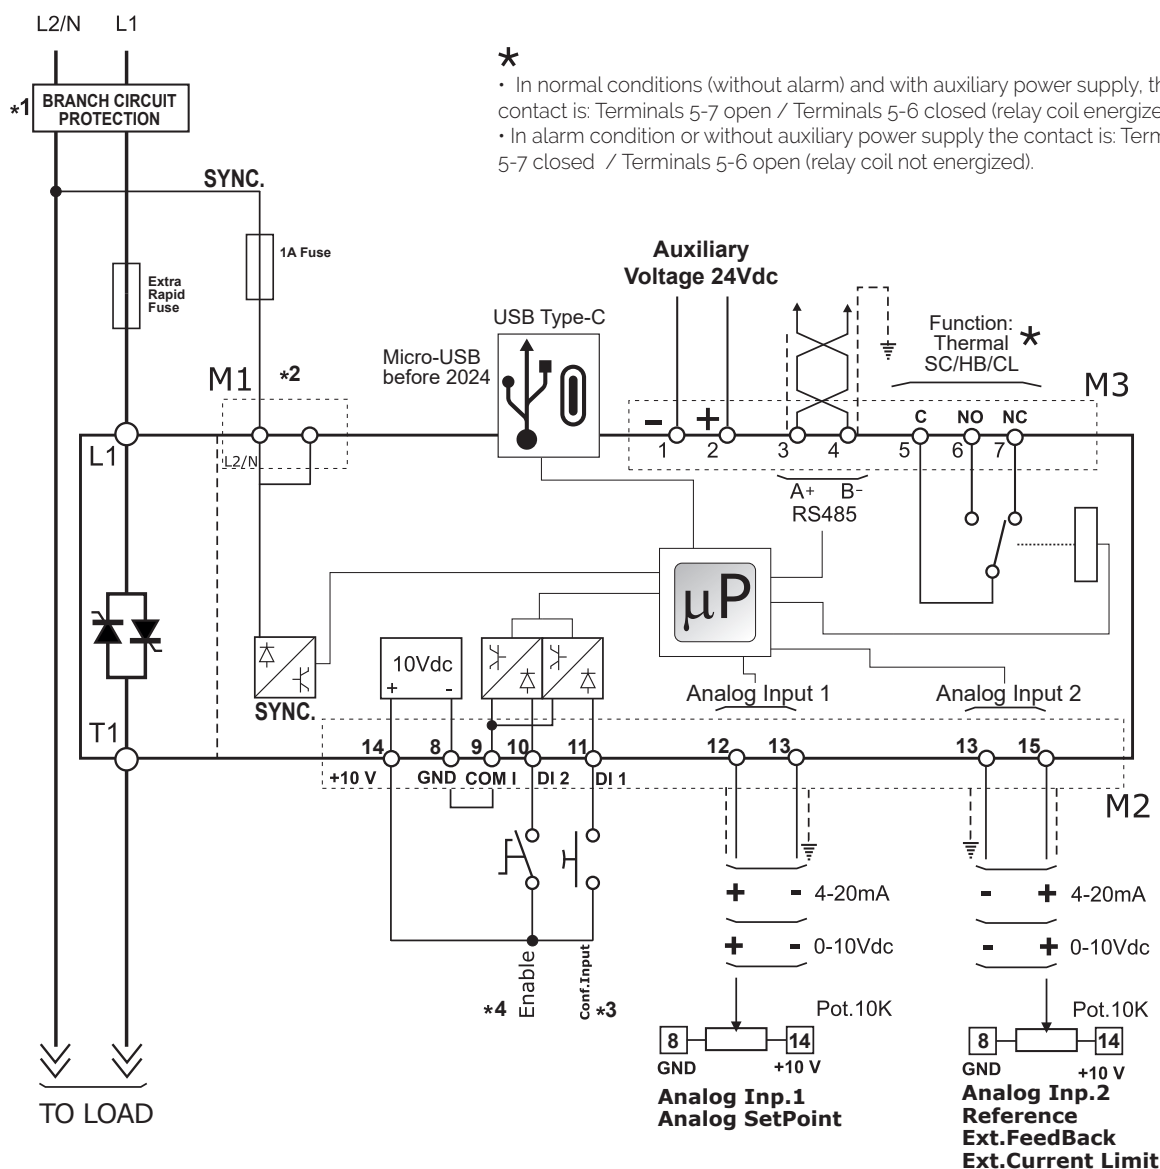 L2/N L1
*1 BRANCH CIRCUIT
PROTECTION
*
• In normal conditions (without alarm) and with auxiliary power supply,
contact is: Terminals 5-7 open / Terminals 5-6 closed (relay coil
• In alarm condition or without auxiliary power supply the contact is:
5-7 closed / Terminals 5-6 open (relay coil not energized).
SYNC.
1A Fuse
Extra
Rapid
Fuse
Auxiliary
Voltage 24Vdc
USB Type-C
Micro-USB
before 2024
Function:
Thermal *
SC/HB/CL
M1 *2
M3
- + C NO NC
L1 L2/N 1 2 3 4 5 6 7
A+ B-
RS485
µP
10Vdc
+ -
SYNC.
Analog Input 1 Analog Input 2
T1
14 8 9 10 11 12 13 13 15
+10 V GND COM I DI 2 DI 1
M2
+ - 4-20mA - + 4-20mA
+ - 0-10Vdc - + 0-10Vdc
*4 Enable Conf.Input *3
Pot.10K Pot.10K
8 14 8 14
GND +10 V GND +10 V
TO LOAD
Analog Inp.1
Analog SetPoint
Analog Inp.2
Reference
Ext.FeedBack
Ext.Current Limit